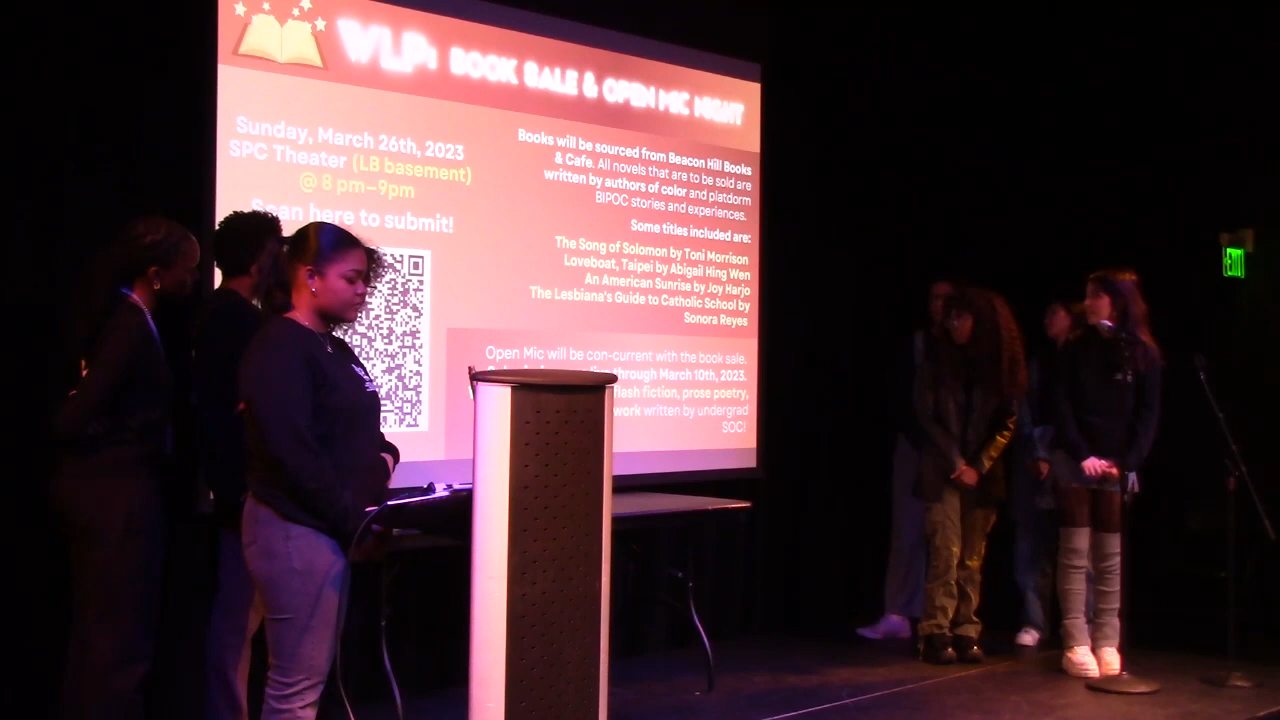 WLP: BOOK SALE & OPEN MIC NIGHT
Sunday, March 26th, 2023
SPC Theater (LB basement)
@ 8 pm–9pm
Scan here to submit!
Books will be sourced from Beacon Hill Books
& Cafe. All novels that are to be sold are
written by authors of color and platdorm
BIPOC stories and experiences.
Some titles included are:
The Song of Solomon by Toni Morrison
Loveboat, Taipei by Abigail Hing Wen
An American Sunrise by Joy Harjo
The Lesbiana's Guide to Catholic School by
Sonora Reyes
Open Mic will be con-current with the book sale.
through March 10th, 2023.
flash fiction, prose poetry,
work written by undergrad
SOC!
EXIT